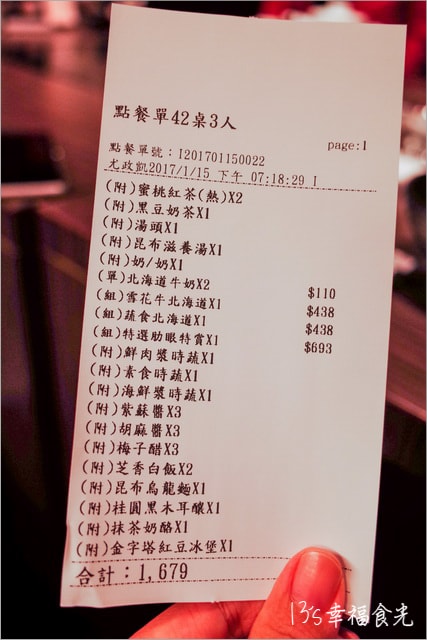 點餐單42桌3人
page:1
點餐單號：I201701150022
尤政凱2017/1/15 下午 07:18:29 I
(附)蜜桃紅茶(熱)X2
(附)黑豆奶茶X1
(附)湯頭X1
(附)昆布滋養湯X1
(附)奶/奶X1
(單)北海道牛奶X2 $110
(組)雪花牛北海道X1 $438
(組)蔬食北海道X1 $438
(組)特選肋眼特賞X1 $693
(附)鮮肉漿時蔬X1
(附)素食時蔬X1
(附)海鮮漿時蔬X1
(附)紫蘇醬X3
(附)胡麻醬X3
(附)梅子醋X3
(附)芝香白飯X2
(附)昆布烏龍麵X1
(附)桂圓黑木耳釀X1
(附)抹茶奶酪X1
(附)金字塔紅豆冰堡X1
合計：1,679
13's幸福食光